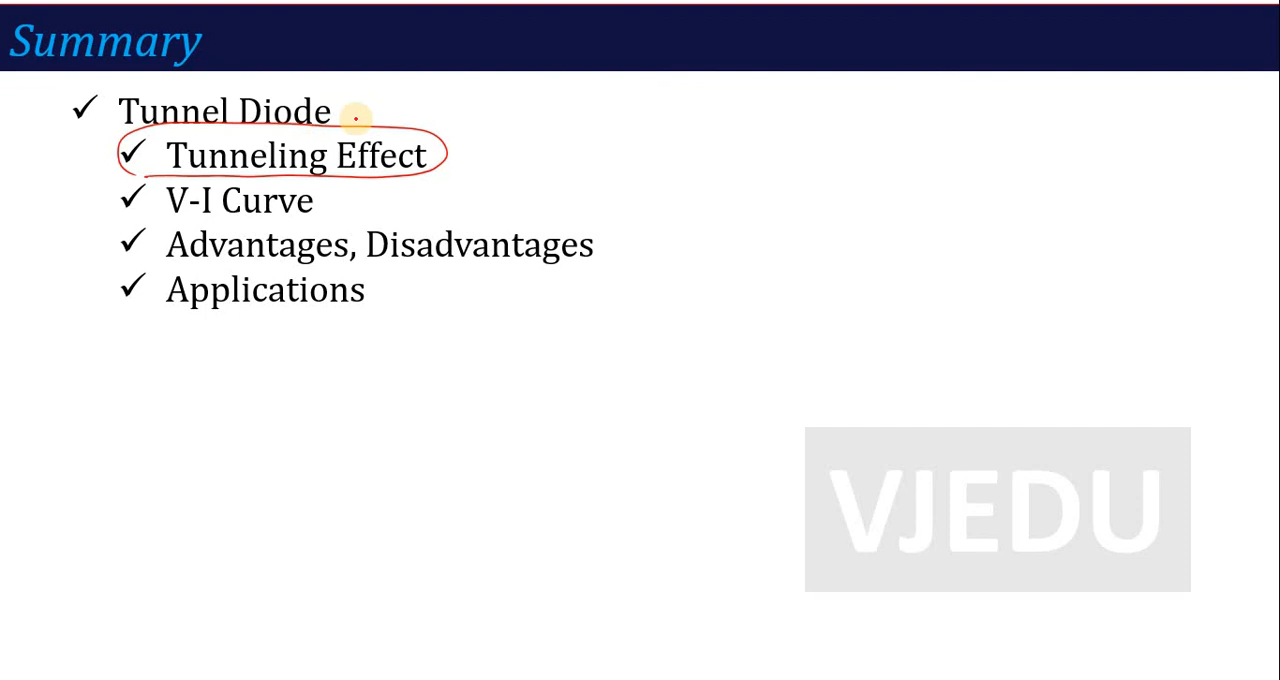 Summary
✓ Tunnel Diode
✓ Tunneling Effect
✓ V-I Curve
✓ Advantages, Disadvantages
✓ Applications
VJEDU